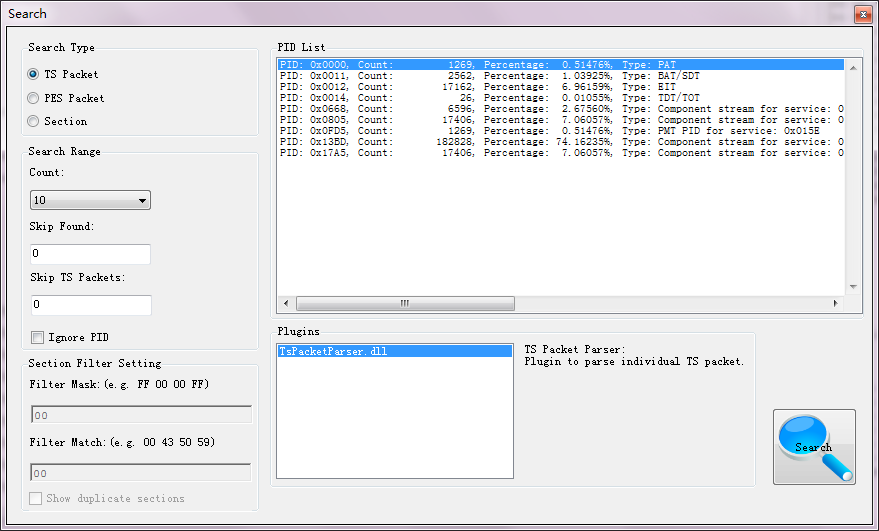 Search
Search Type
TS Packet
PES Packet
Section
Search Range
Count:
10
Skip Found:
0
Skip TS Packets:
0
Ignore PID
Section Filter Setting
Filter Mask:(e.g. FF 00 00 FF)
00
Filter Match:(e.g. 00 43 50 59)
00
Show duplicate sections
PID List
PID: 0x0000, Count: 1269, Percentage: 0.51476%, Type: PAT
PID: 0x0011, Count: 2562, Percentage: 1.03925%, Type: BAT/SDT
PID: 0x0012, Count: 17162, Percentage: 6.96159%, Type: EIT
PID: 0x0014, Count: 26, Percentage: 0.01055%, Type: TDT/TOT
PID: 0x0668, Count: 6596, Percentage: 2.67560%, Type: Component stream for service: 0
PID: 0x0805, Count: 17406, Percentage: 7.06057%, Type: Component stream for service: 0
PID: 0x0FD5, Count: 1269, Percentage: 0.51476%, Type: PMT PID for service: 0x015E
PID: 0x13BD, Count: 182828, Percentage: 74.16235%, Type: Component stream for service: 0
PID: 0x17A5, Count: 17406, Percentage: 7.06057%, Type: Component stream for service: 0
Plugins
TsPacketParser.dll
TS Packet Parser:
Plugin to parse individual TS packet.
Search